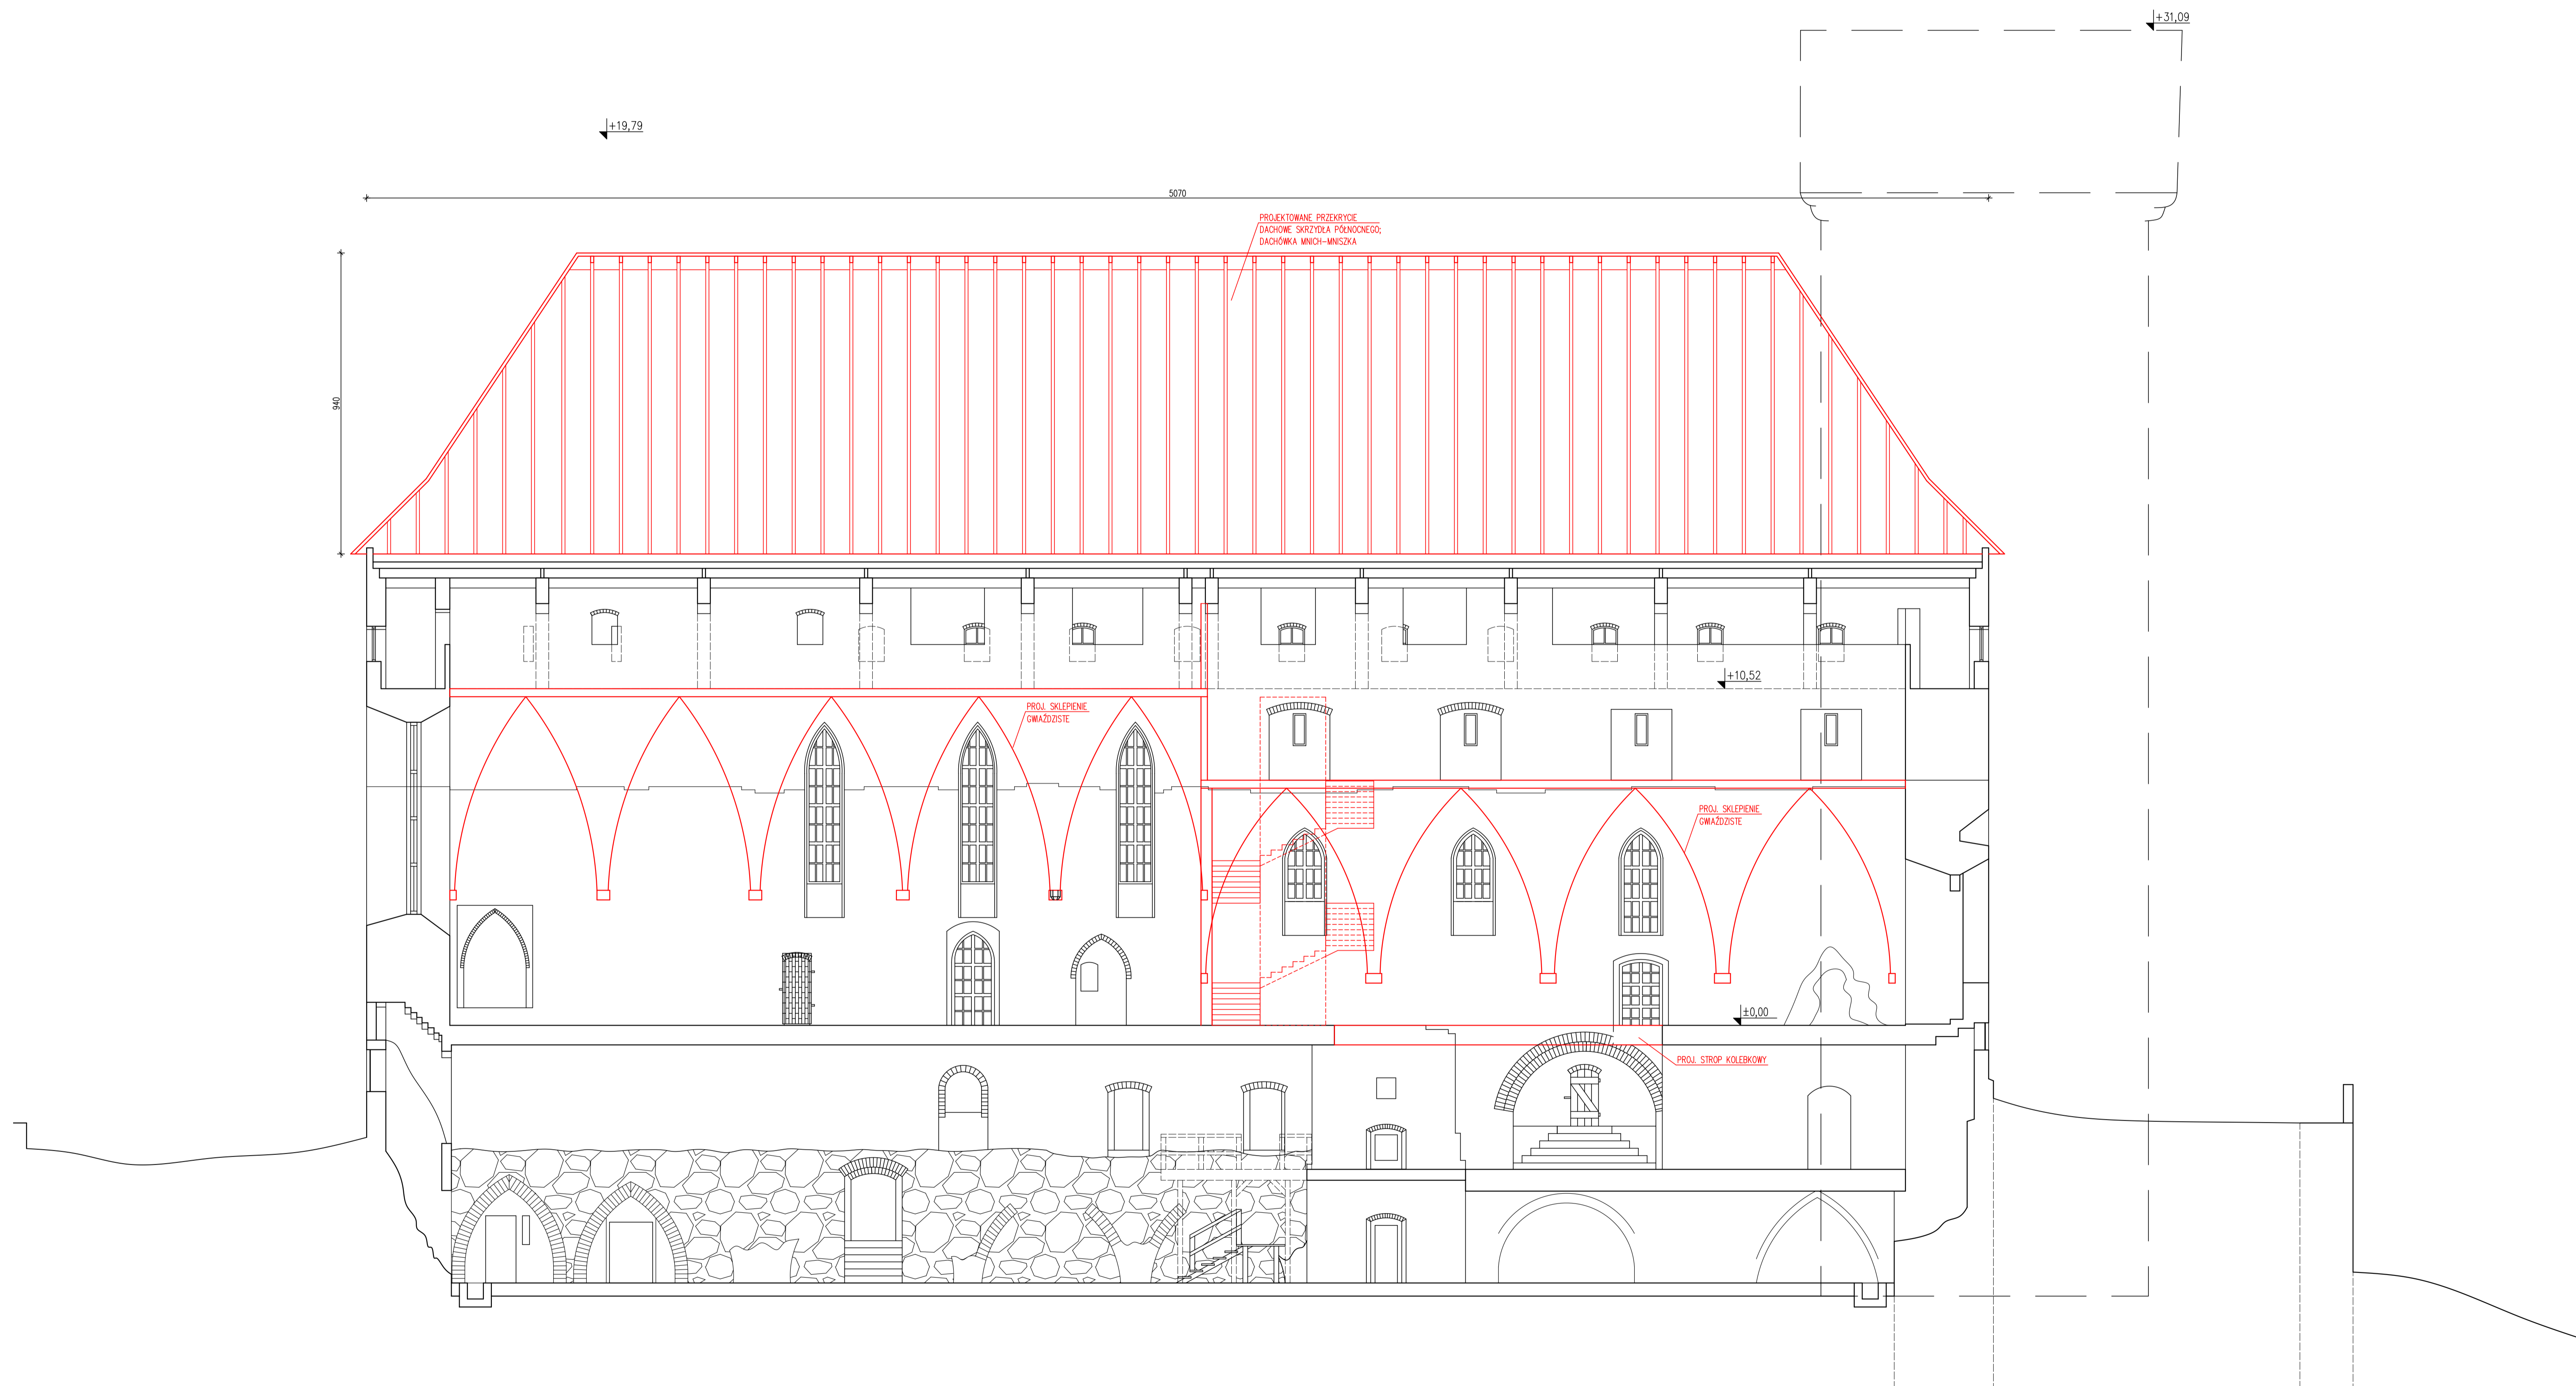 +31,09
+19,79
5070
PROJEKTOWANE PRZEKRYCIE
DACHOWE SKRZYDŁA PÓŁNOCNEGO;
DACHÓWKA MNICH-MNISZKA
940
+10,52
PROJ. SKLEPIENIE
GWIAŹDZISTE
PROJ. SKLEPIENIE
GWIAŹDZISTE
±0,00
PROJ. STROP KOLEBKOWY